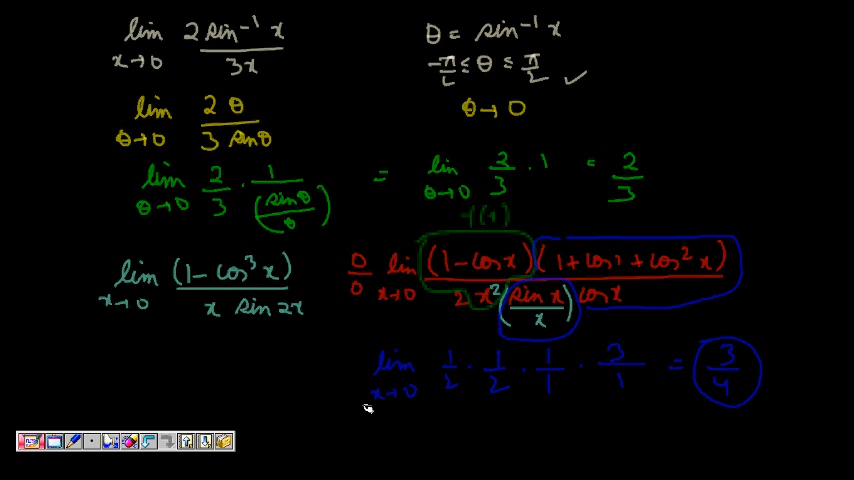 lim x→0 2 sin⁻¹ x / 3x
θ = sin⁻¹ x
-π/2 ≤ θ ≤ π/2 ✓
θ → 0
lim θ→0 2 θ / 3 sinθ
lim θ→0 2/3 · 1 / (sinθ/θ) = lim θ→0 2/3 · 1 = 2/3
lim x→0 (1 - cos³ x) / x sin 2x
0/0 lim x→0 (1 - cos x) (1 + cos x + cos² x) / 2 x² (sin x / x) cos x
lim x→0 1/2 · 1/2 · 1/1 · 3/1 = 3/4